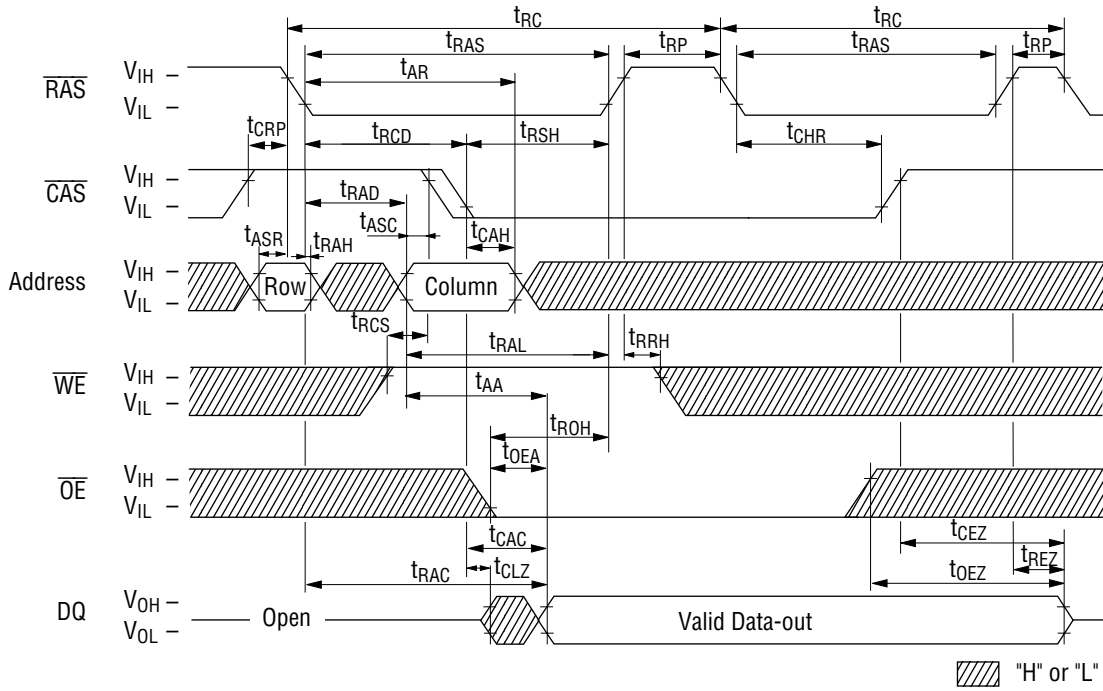 tRC tRC
tRAS tRP tRAS tRP
tAR
RAS VIH –
VIL –
tCRP tRCD tRSH tCHR
CAS VIH –
VIL –
tRAD
tASC
tCAH
tASR tRAH
Address VIH –
VIL –
Row Column
tRCS tRAL tRRH
WE VIH –
VIL –
tAA
tROH
tOEA
OE VIH –
VIL –
tCAC tCEZ
tRAC tCLZ tREZ
tOEZ
DQ VOH –
VOL –
Open Valid Data-out
"H" or "L"